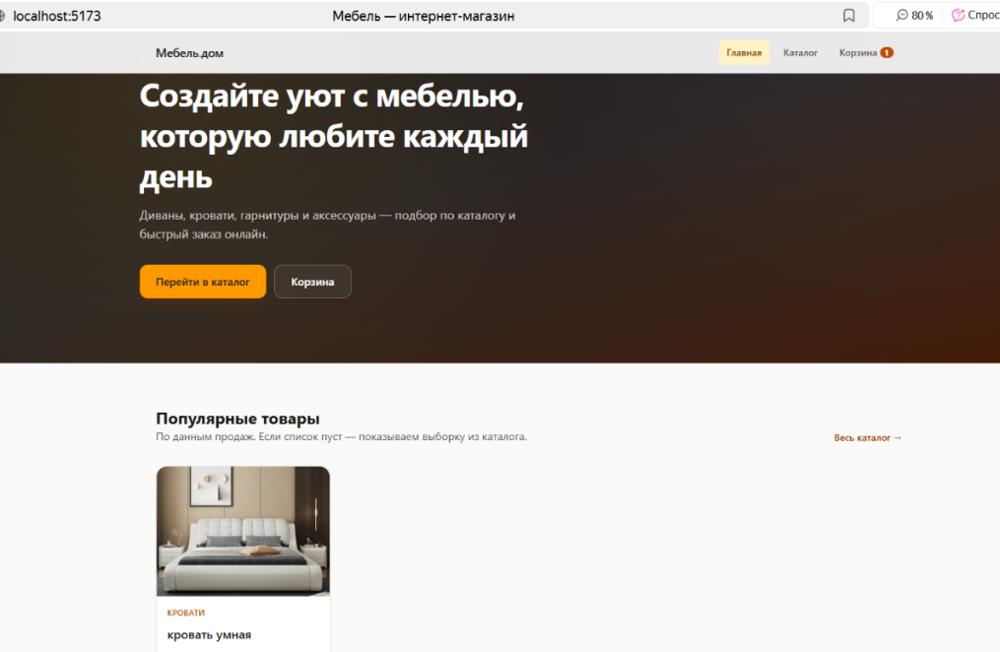 localhost:5173
Мебель — интернет-магазин
80 %
Спрос
Мебель.дом
Главная
Каталог
Корзина 1
Создайте уют с мебелью,
которую любите каждый
день
Диваны, кровати, гарнитуры и аксессуары — подбор по каталогу и
быстрый заказ онлайн.
Перейти в каталог
Корзина
Популярные товары
По данным продаж. Если список пуст — показываем выборку из каталога.
Весь каталог →
КРОВАТИ
кровать умная